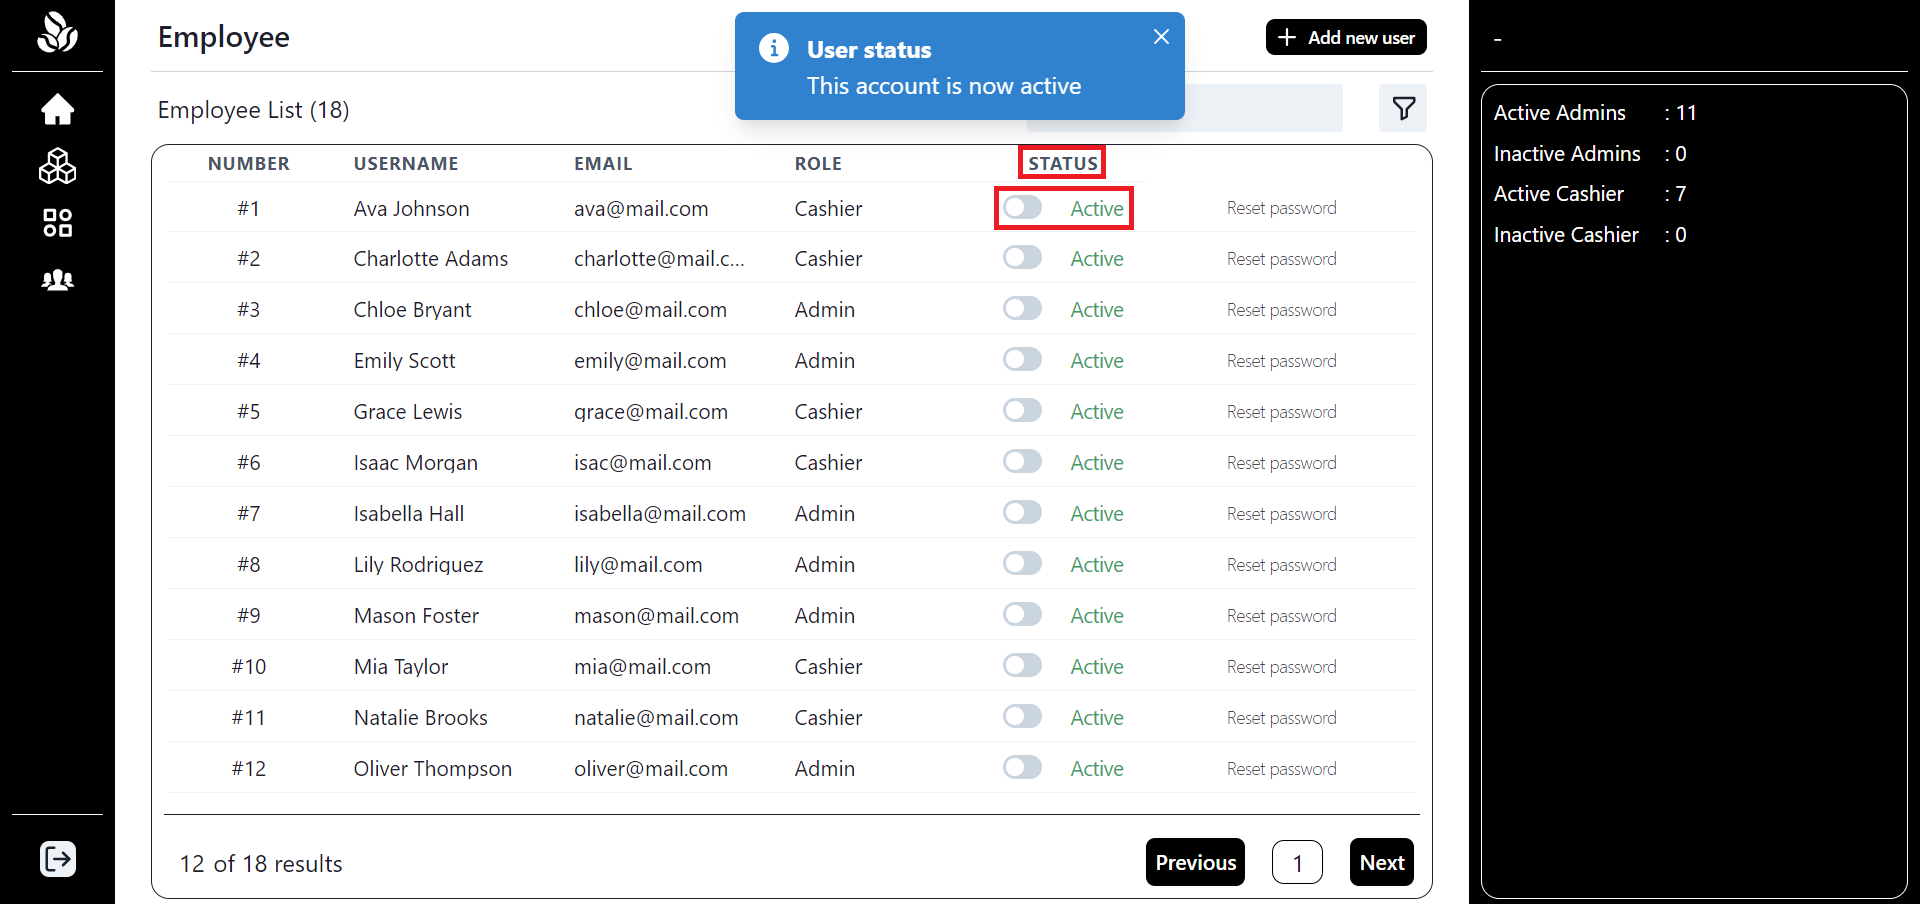 Employee
User status
This account is now active
Add new user
Employee List (18)
NUMBER USERNAME EMAIL ROLE STATUS
#1 Ava Johnson ava@mail.com Cashier Active Reset password
#2 Charlotte Adams charlotte@mail.c... Cashier Active Reset password
#3 Chloe Bryant chloe@mail.com Admin Active Reset password
#4 Emily Scott emily@mail.com Admin Active Reset password
#5 Grace Lewis grace@mail.com Cashier Active Reset password
#6 Isaac Morgan isac@mail.com Cashier Active Reset password
#7 Isabella Hall isabella@mail.com Admin Active Reset password
#8 Lily Rodriguez lily@mail.com Admin Active Reset password
#9 Mason Foster mason@mail.com Admin Active Reset password
#10 Mia Taylor mia@mail.com Cashier Active Reset password
#11 Natalie Brooks natalie@mail.com Cashier Active Reset password
#12 Oliver Thompson oliver@mail.com Admin Active Reset password
12 of 18 results
Previous 1 Next
-
Active Admins : 11
Inactive Admins : 0
Active Cashier : 7
Inactive Cashier : 0